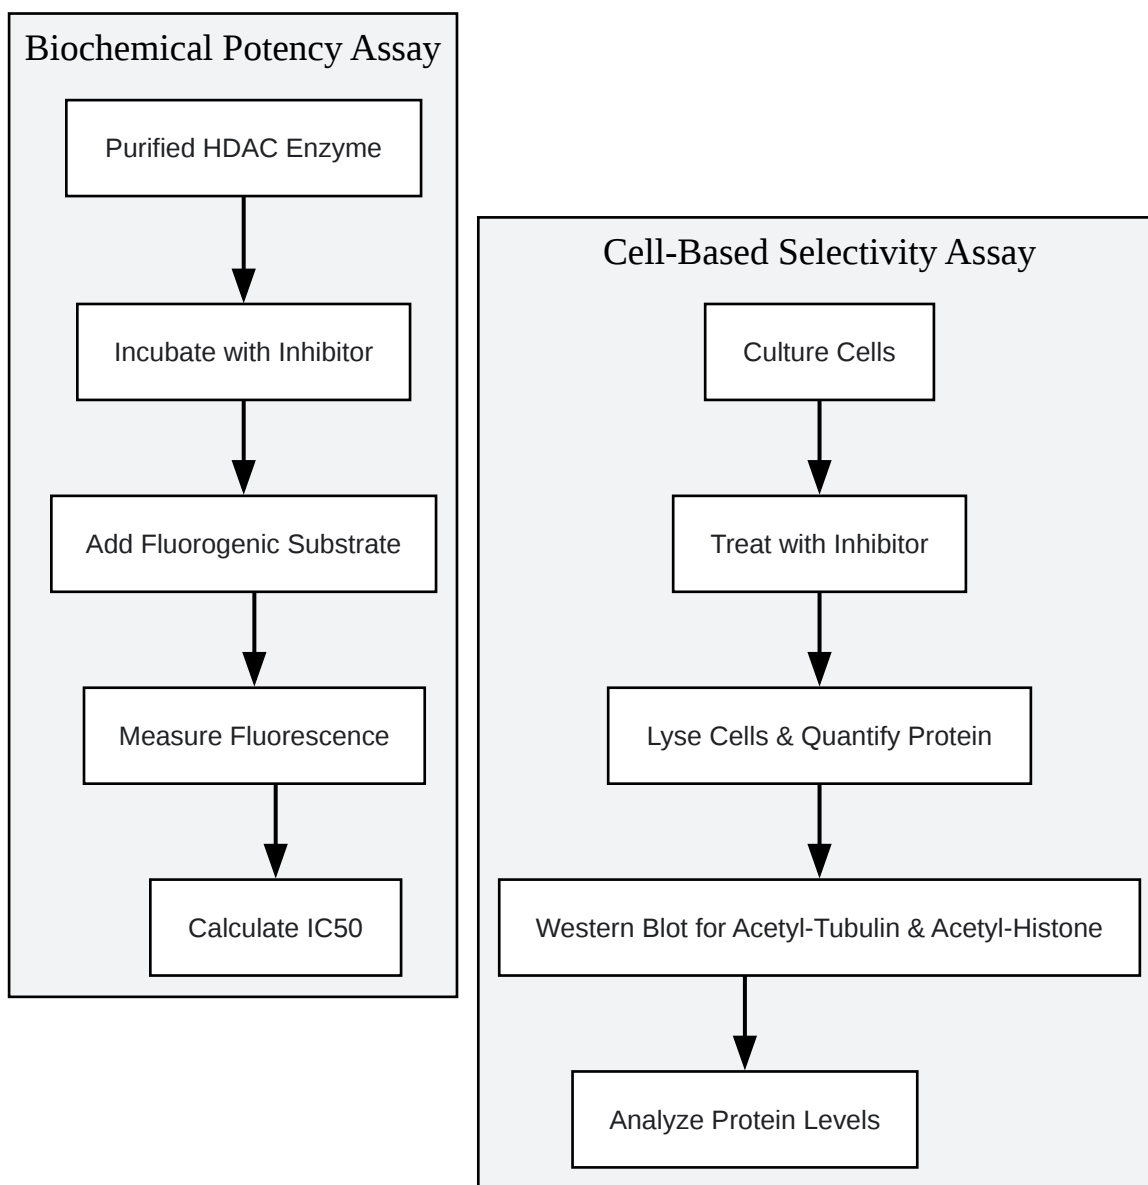 Biochemical Potency Assay
Purified HDAC Enzyme
Incubate with Inhibitor
Add Fluorogenic Substrate
Measure Fluorescence
Calculate IC50
Cell-Based Selectivity Assay
Culture Cells
Treat with Inhibitor
Lyse Cells & Quantify Protein
Western Blot for Acetyl-Tubulin & Acetyl-Histone
Analyze Protein Levels